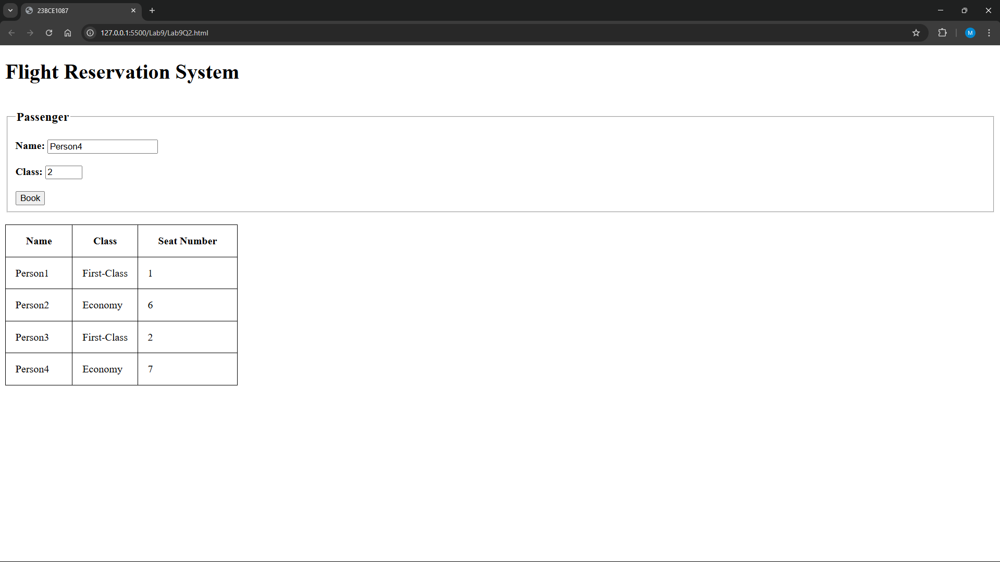 23BCE1087
127.0.0.1:5500/Lab9/Lab9Q2.html
M
Flight Reservation System
Passenger
Name: Person4
Class: 2
Book
Name Class Seat Number
Person1 First-Class 1
Person2 Economy 6
Person3 First-Class 2
Person4 Economy 7